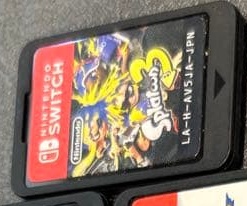 NINTENDO
SWITCH
Nintendo
Splatoon 3
LA-H-AV5JA-JPN